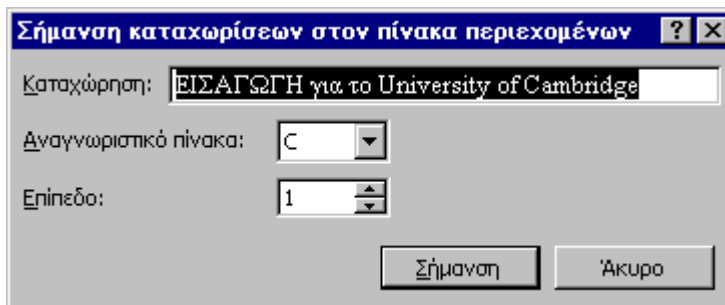 Σήμανση καταχωρίσεων στον πίνακα περιεχομένων
Καταχώρηση: ΕΙΣΑΓΩΓΗ για το University of Cambridge
Αναγνωριστικό πίνακα: C
Επίπεδο: 1
Σήμανση Άκυρο